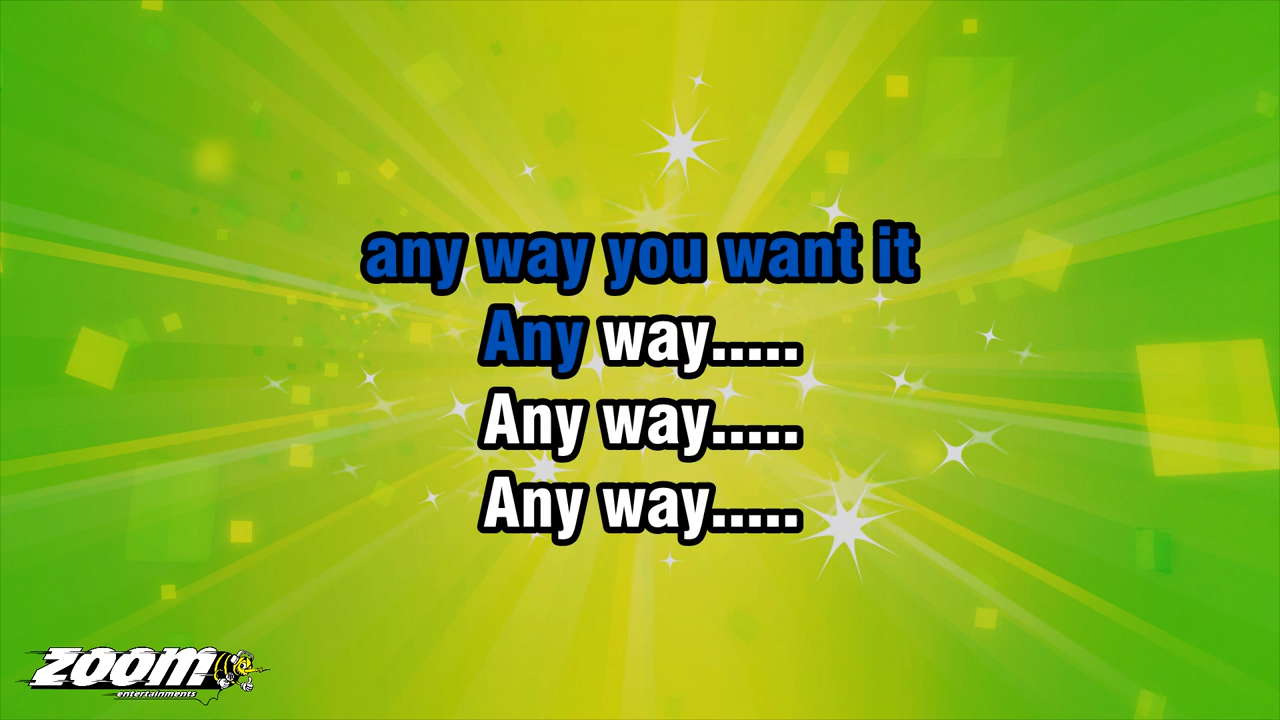 any way you want it
Any way.....
Any way.....
Any way.....
zoom
entertainments